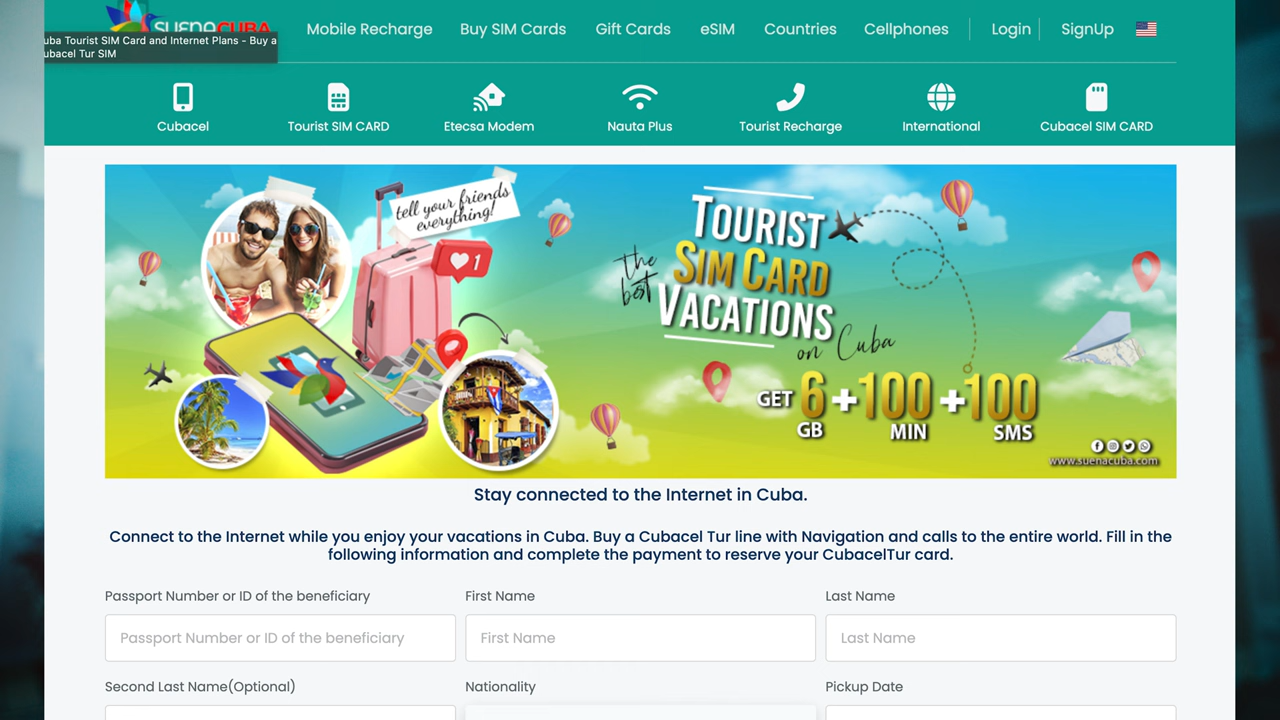 SUENACUBA
Mobile Recharge
Buy SIM Cards
Gift Cards
eSIM
Countries
Cellphones
Login
SignUp
uba Tourist SIM Card and Internet Plans - Buy a
ubacel Tur SIM
Cubacel
Tourist SIM CARD
Etecsa Modem
Nauta Plus
Tourist Recharge
International
Cubacel SIM CARD
tell your friends
everything!
1
TOURIST
the best
SIM CARD
VACATIONS
on Cuba
GET 6 + 100 + 100
GB MIN SMS
www.suenacuba.com
Stay connected to the Internet in Cuba.
Connect to the Internet while you enjoy your vacations in Cuba. Buy a Cubacel Tur line with Navigation and calls to the entire world. Fill in the
following information and complete the payment to reserve your CubacelTur card.
Passport Number or ID of the beneficiary
First Name
Last Name
Passport Number or ID of the beneficiary
First Name
Last Name
Second Last Name(Optional)
Nationality
Pickup Date